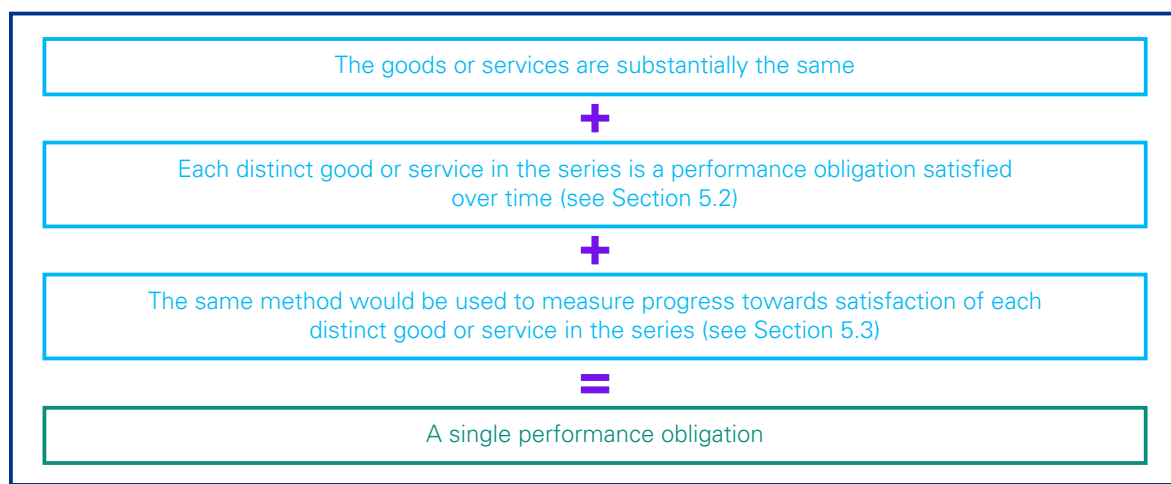 The goods or services are substantially the same
+
Each distinct good or service in the series is a performance obligation satisfied
over time (see Section 5.2)
+
The same method would be used to measure progress towards satisfaction of each
distinct good or service in the series (see Section 5.3)
=
A single performance obligation